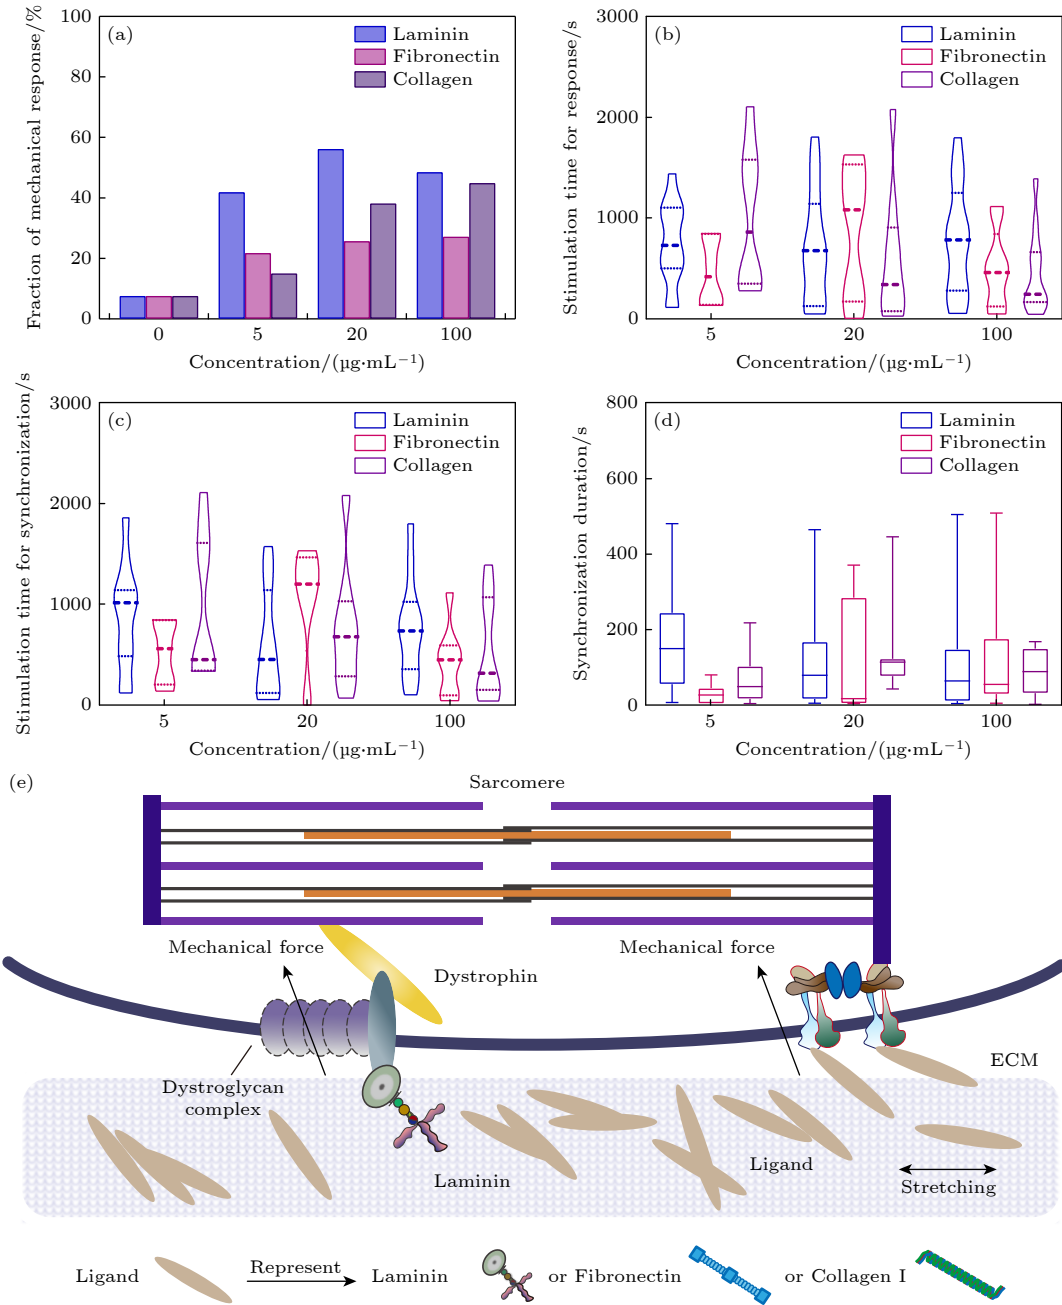 (a)
Fraction of mechanical response/%
100
80
60
40
20
0
Laminin
Fibronectin
Collagen
0
5
20
100
Concentration/(µg·mL⁻¹)
(b)
Stimulation time for response/s
3000
2000
1000
0
Laminin
Fibronectin
Collagen
5
20
100
Concentration/(µg·mL⁻¹)
(c)
Stimulation time for synchronization/s
3000
2000
1000
0
Laminin
Fibronectin
Collagen
5
20
100
Concentration/(µg·mL⁻¹)
(d)
Synchronization duration/s
800
600
400
200
0
Laminin
Fibronectin
Collagen
5
20
100
Concentration/(µg·mL⁻¹)
(e)
Sarcomere
Mechanical force
Mechanical force
Dystrophin
ECM
Dystroglycan
complex
Laminin
Ligand
Stretching
Ligand
Represent
Laminin
or Fibronectin
or Collagen I